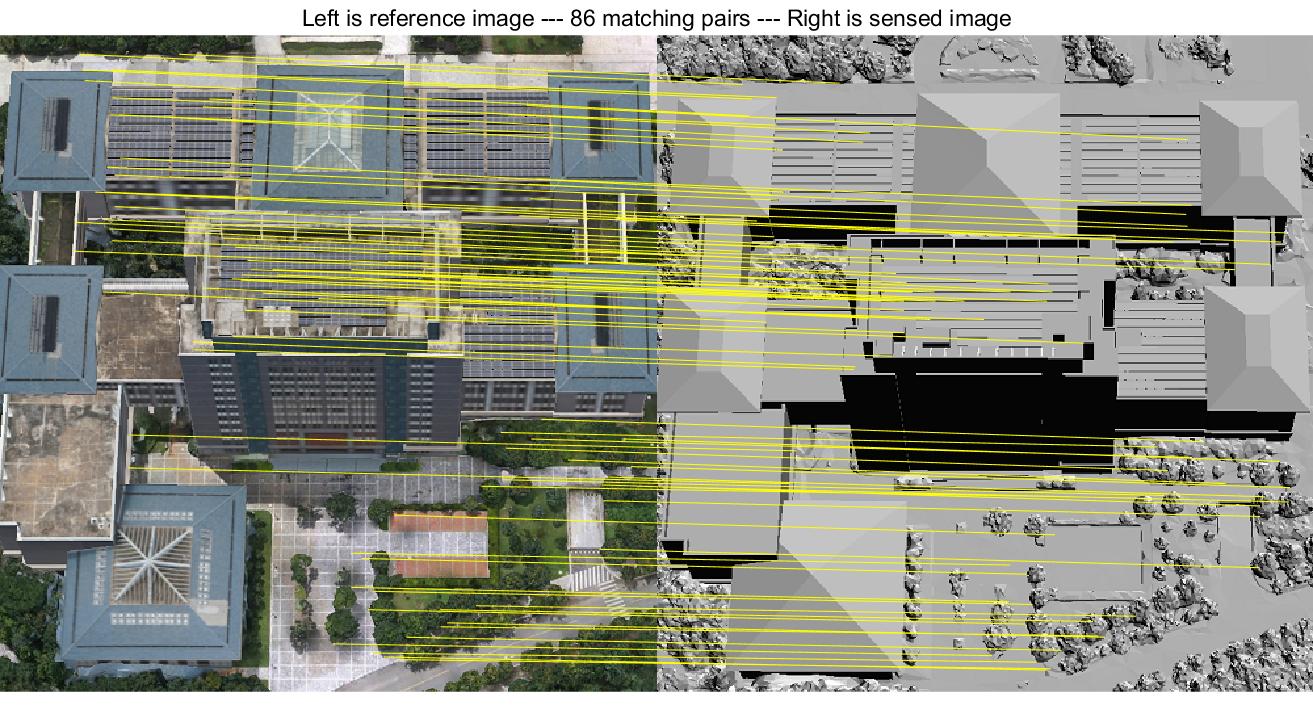 Left is reference image --- 86 matching pairs --- Right is sensed image